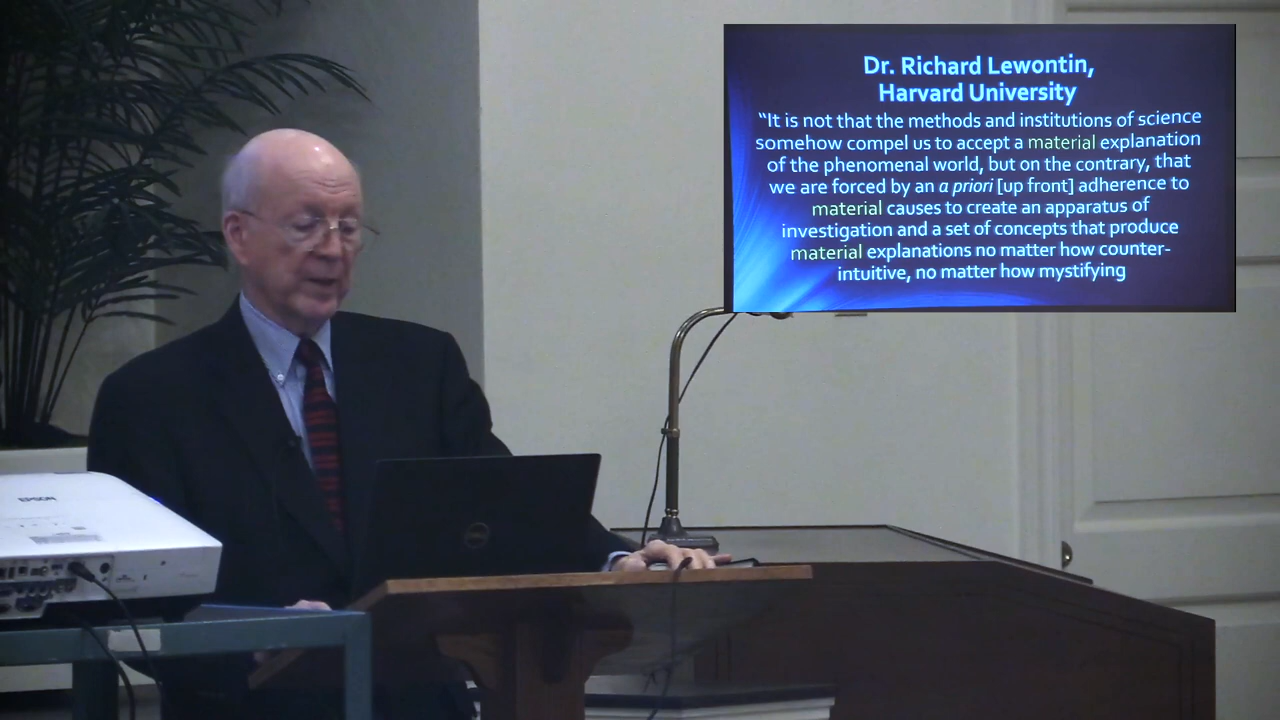 Dr. Richard Lewontin,
Harvard University
“It is not that the methods and institutions of science
somehow compel us to accept a material explanation
of the phenomenal world, but on the contrary, that
we are forced by an a priori [up front] adherence to
material causes to create an apparatus of
investigation and a set of concepts that produce
material explanations no matter how counter-
intuitive, no matter how mystifying
EPSON
DELL